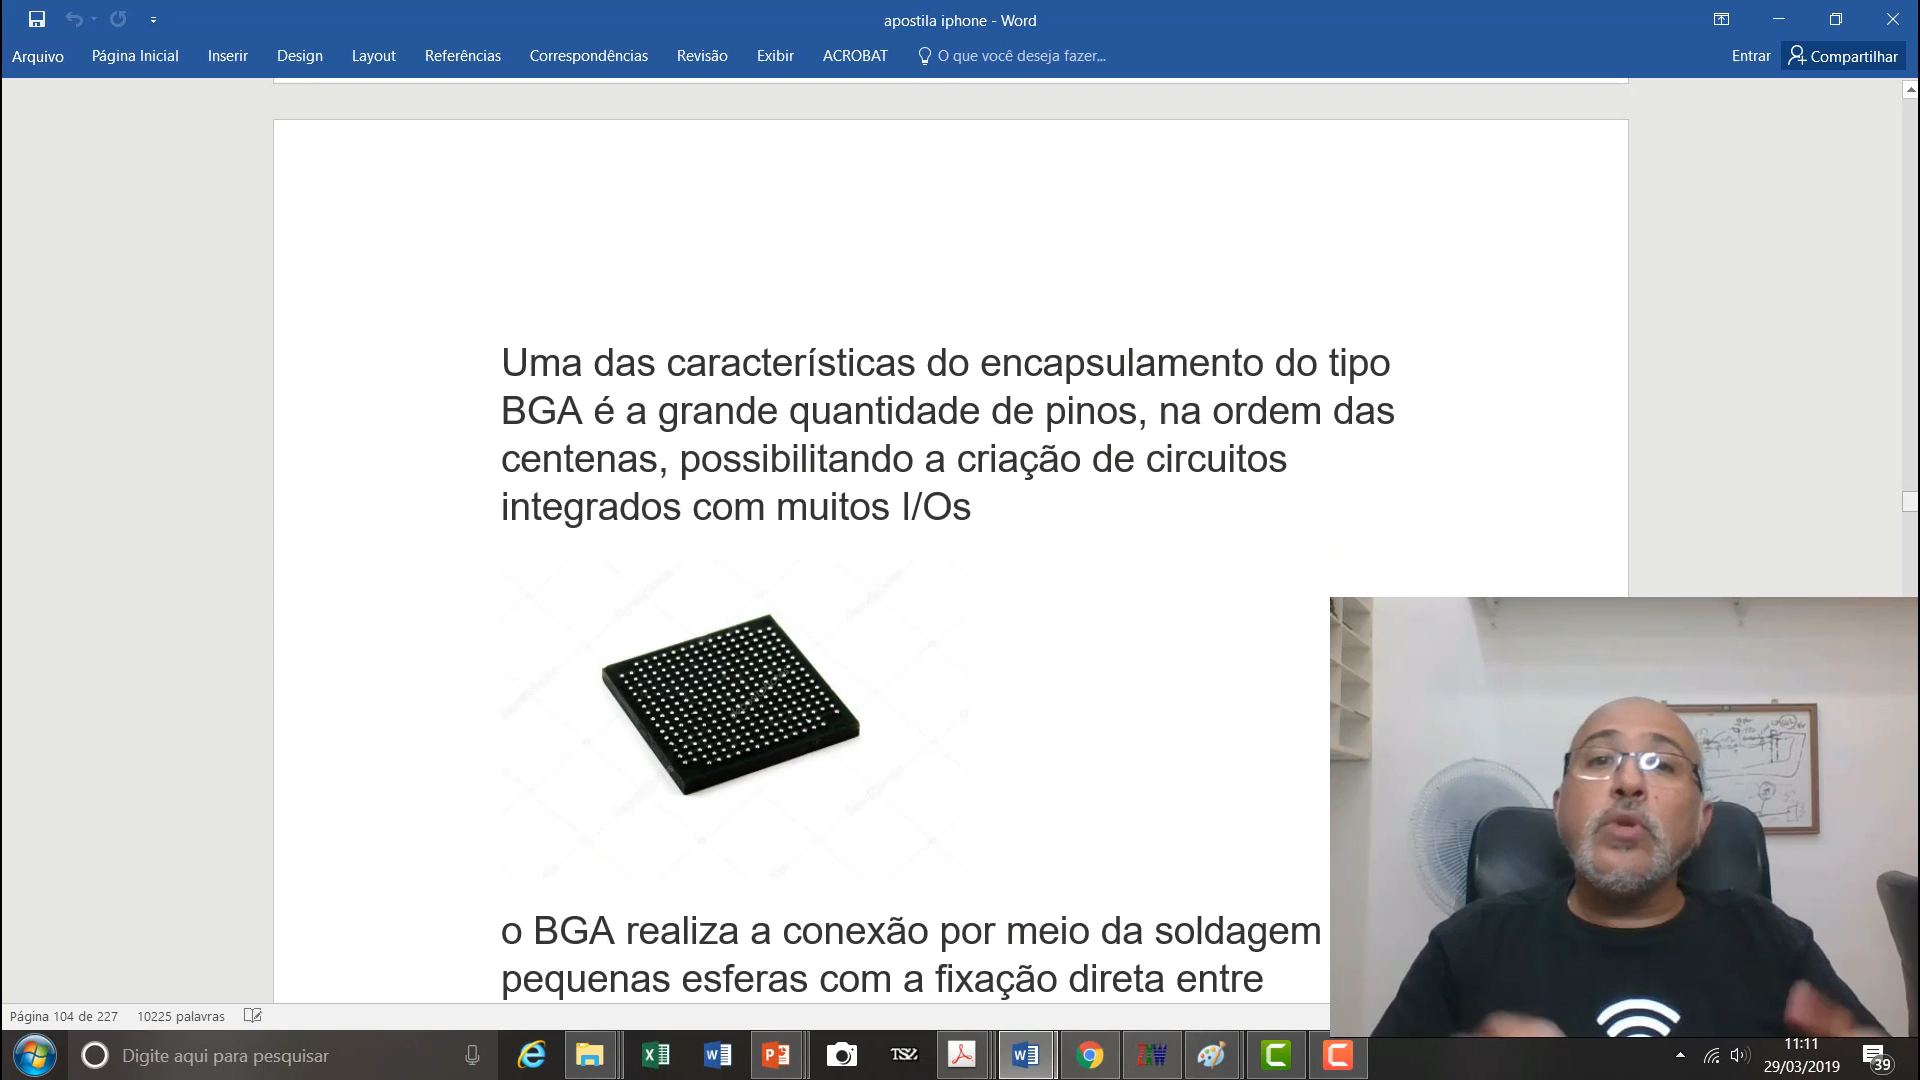 apostila iphone - Word
Arquivo Página Inicial Inserir Design Layout Referências Correspondências Revisão Exibir ACROBAT O que você deseja fazer... Entrar Compartilhar
Uma das características do encapsulamento do tipo
BGA é a grande quantidade de pinos, na ordem das
centenas, possibilitando a criação de circuitos
integrados com muitos I/Os
o BGA realiza a conexão por meio da soldagem
pequenas esferas com a fixação direta entre
Página 104 de 227 10225 palavras
Digite aqui para pesquisar
11:11
29/03/2019
39